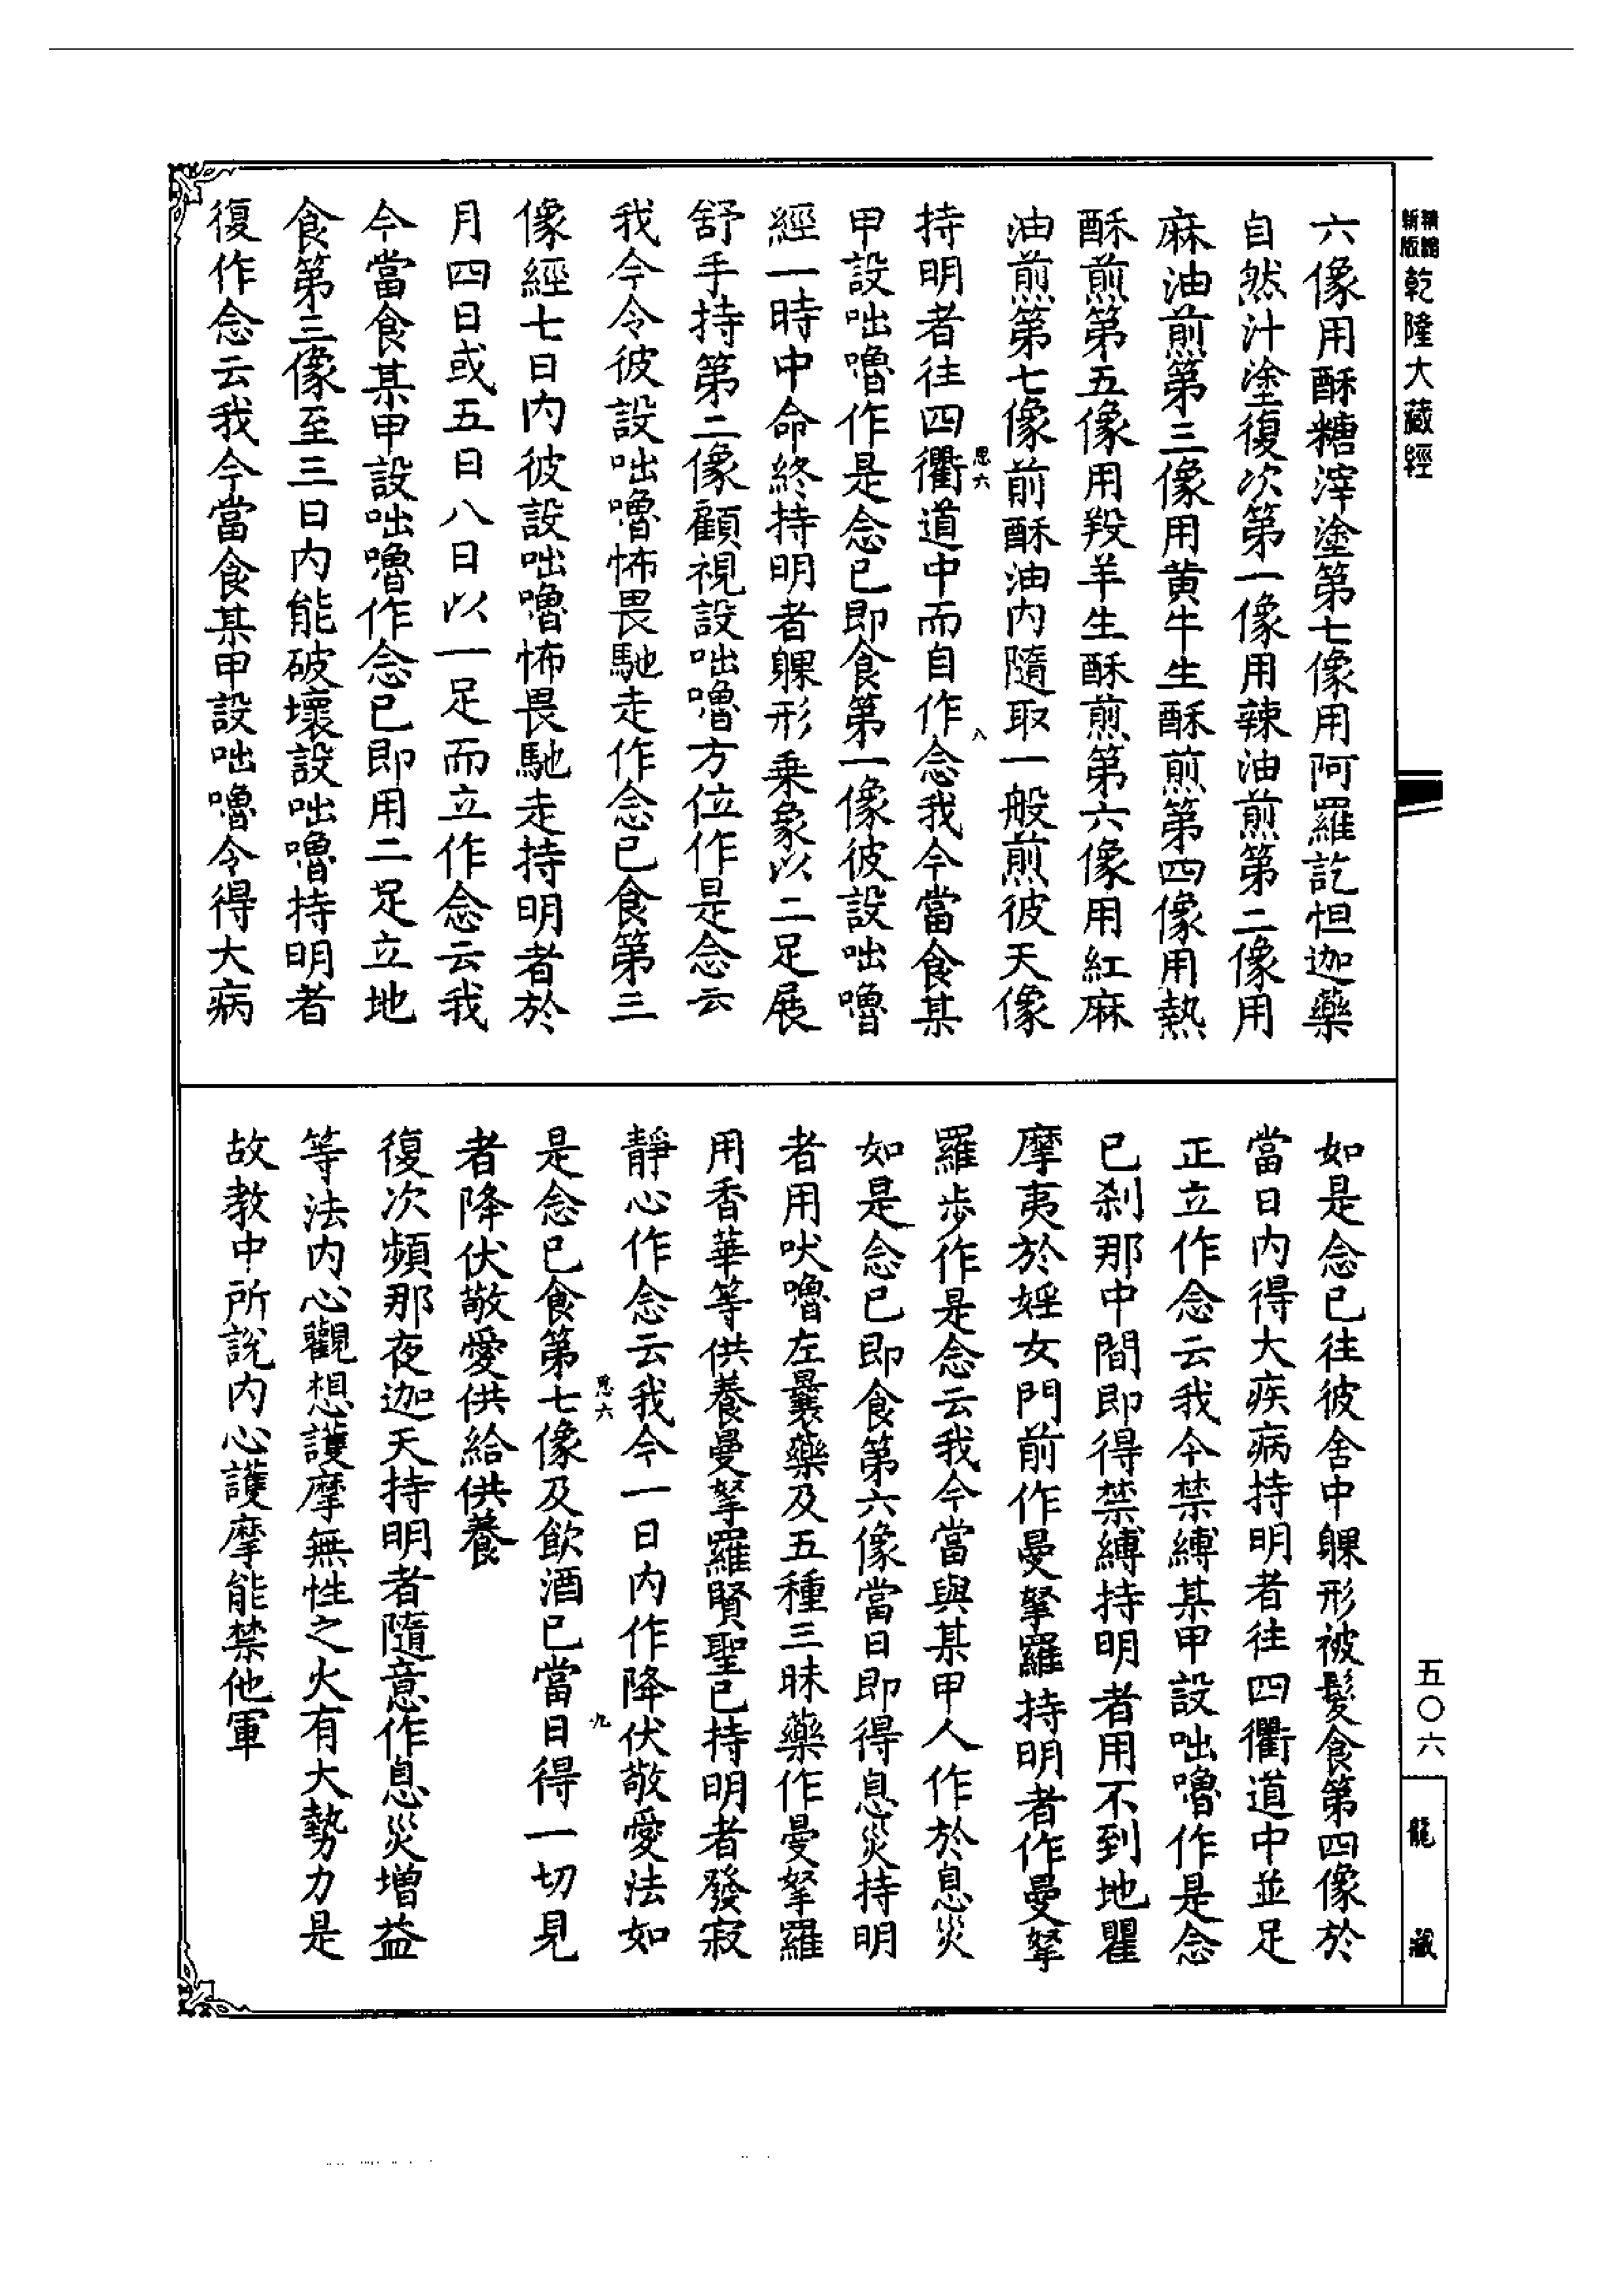 精緻
新版
乾隆大藏經
六像用酥糖滓塗第七像用阿羅訖怛迦藥
自然汁塗復次第一像用辣油煎第二像用
麻油煎第三像用黄牛生酥煎第四像用熱
酥煎第五像用羖羊生酥煎第六像用紅麻
油煎第七像前酥油内隨取一般煎彼天像
思六
八
持明者往四衢道中而自作念我今當食某
甲設咄嚕作是念已即食第一像彼設咄嚕
經一時中命終持明者躶形乗象以二足展
舒手持第二像顧視設咄嚕方位作是念云
我今令彼設咄嚕怖畏馳走作念已食第三
像經七日内彼設咄嚕怖畏馳走持明者於
月四日或五日八日以一足而立作念云我
今當食某甲設咄嚕作念已即用二足立地
食第三像至三日内能破壞設咄嚕持明者
復作念云我今當食某甲設咄嚕令得大病
如是念已往彼舍中躶形被髮食第四像於
當日内得大疾病持明者往四衢道中並足
正立作念云我今禁縛某甲設咄嚕作是念
已刹那中間即得禁縛持明者用不到地瞿
摩夷於婬女門前作曼拏羅持明者作曼拏
羅步作是念云我今當與某甲人作於息災
如是念已即食第六像當日即得息災持明
者用吠嚕左曩藥及五種三昧藥作曼拏羅
用香華等供養曼拏羅賢聖已持明者發寂
靜心作念云我今一日内作降伏敬愛法如
思六
九
是念已食第七像及飲酒已當日得一切見
者降伏敬愛供給供養
復次頻那夜迦天持明者隨意作息災增益
等法内心觀想護摩無性之火有大勢力是
故教中所說内心護摩能禁他軍
五〇六
龍藏